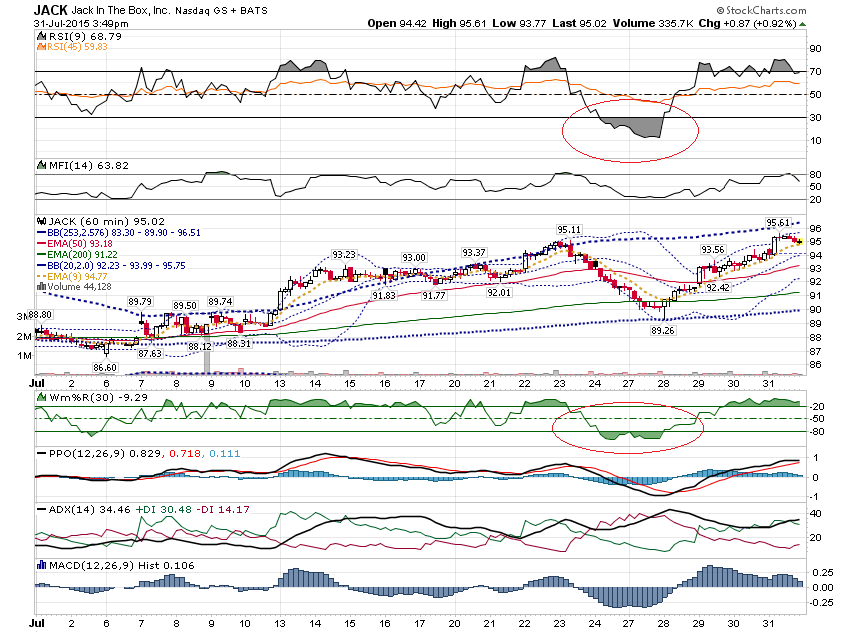 JACK Jack In The Box, Inc. Nasdaq GS + BATS © StockCharts.com
31-Jul-2015 3:49pm Open 94.42 High 95.61 Low 93.77 Last 95.02 Volume 335.7K Chg +0.87 (+0.92%)
RSI(9) 68.79
RSI(45) 59.83
90
70
50
30
10
MFI(14) 63.82
80
50
20
JACK (60 min) 95.02
BB(253,2.576) 83.30 - 89.90 - 96.51
EMA(50) 93.18
EMA(200) 91.22
BB(20,2.0) 92.23 - 93.99 - 95.75
EMA(9) 94.77
Volume 44,128
96
95
94
93
92
91
90
89
88
87
86
3M
2M
1M
88.80
86.60
89.79
87.63
89.50
88.12
89.74
88.31
93.23
91.83
93.00
91.77
93.37
92.01
95.11
89.26
93.56
92.42
95.61
Jul 2 6 7 8 9 10 13 14 15 16 17 20 21 22 23 24 27 28 29 30 31
Wm%R(30) -9.29
-20
-50
-80
PPO(12,26,9) 0.829, 0.718, 0.111
1
0
-1
ADX(14) 34.46 +DI 30.48 -DI 14.17
40
20
MACD(12,26,9) Hist 0.106
0.25
0.00
-0.25
Jul 2 6 7 8 9 10 13 14 15 16 17 20 21 22 23 24 27 28 29 30 31